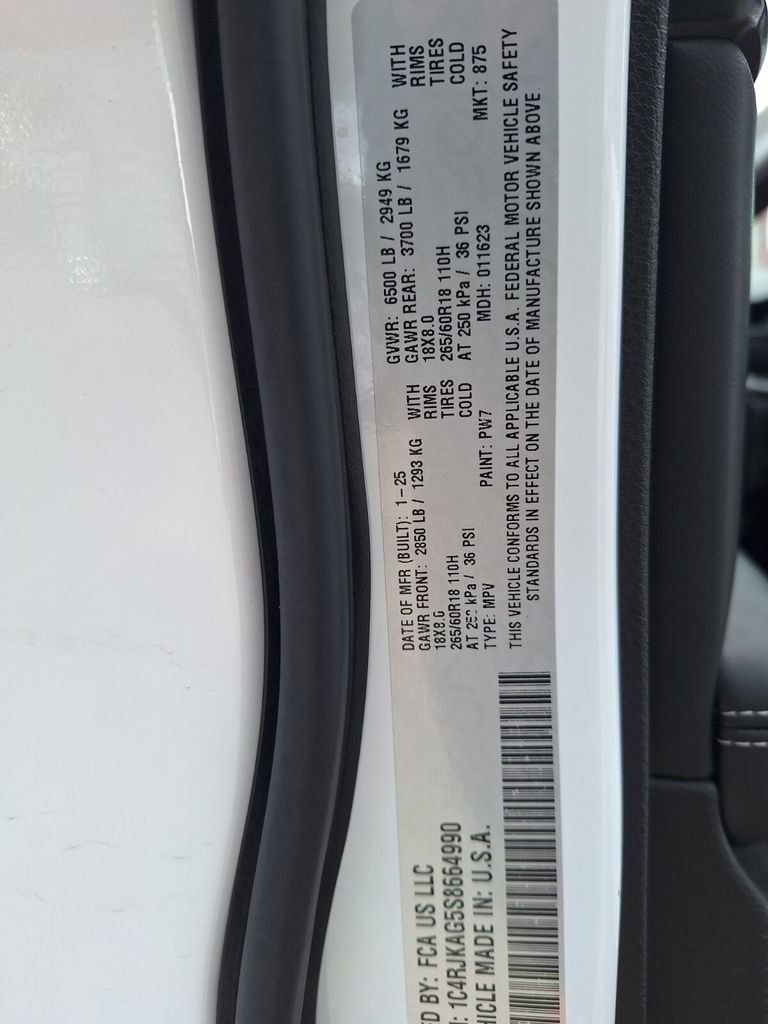 D BY: FCA US LLC
: 1C4RJKAG5S8664990
HICLE MADE IN: U.S.A.
DATE OF MFR (BUILT): 1-25
GAWR FRONT: 2850 LB / 1293 KG WITH
18X8.0 RIMS
265/60R18 110H TIRES
AT 250 kPa / 36 PSI COLD
TYPE: MPV PAINT: PW7
GVWR: 6500 LB / 2949 KG
GAWR REAR: 3700 LB / 1679 KG WITH
18X8.0 RIMS
265/60R18 110H TIRES
AT 250 kPa / 36 PSI COLD
MDH: 011623 MKT: 875
THIS VEHICLE CONFORMS TO ALL APPLICABLE U.S.A. FEDERAL MOTOR VEHICLE SAFETY
STANDARDS IN EFFECT ON THE DATE OF MANUFACTURE SHOWN ABOVE